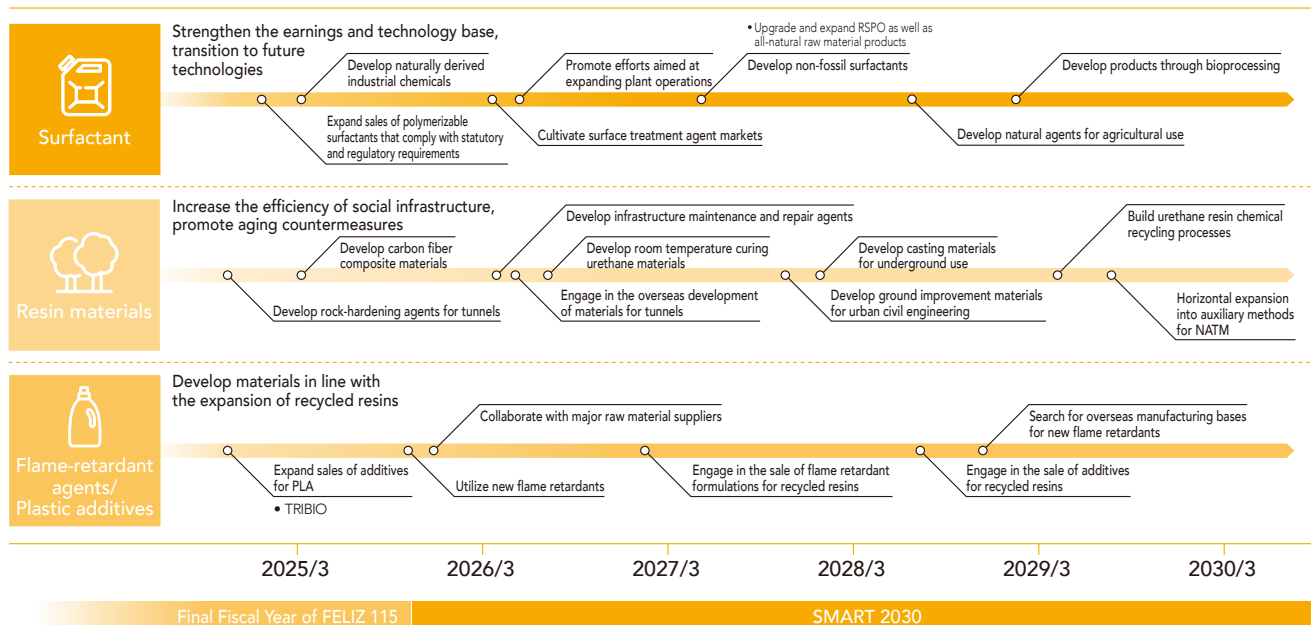 Surfactant
Strengthen the earnings and technology base,
transition to future
technologies
Develop naturally derived
industrial chemicals
Promote efforts aimed at
expanding plant operations
• Upgrade and expand RSPO as well as
all-natural raw material products
Develop non-fossil surfactants
Develop products through bioprocessing
Expand sales of polymerizable
surfactants that comply with statutory
and regulatory requirements
Cultivate surface treatment agent markets
Develop natural agents for agricultural use
Resin materials
Increase the efficiency of social infrastructure,
promote aging countermeasures
Develop carbon fiber
composite materials
Develop infrastructure maintenance and repair agents
Develop room temperature curing
urethane materials
Develop casting materials
for underground use
Build urethane resin chemical
recycling processes
Develop rock-hardening agents for tunnels
Engage in the overseas development
of materials for tunnels
Develop ground improvement materials
for urban civil engineering
Horizontal expansion
into auxiliary methods
for NATM
Flame-retardant
agents/
Plastic additives
Develop materials in line with
the expansion of recycled resins
Collaborate with major raw material suppliers
Search for overseas manufacturing bases
for new flame retardants
Expand sales of additives
for PLA
• TRIBIO
Utilize new flame retardants
Engage in the sale of flame retardant
formulations for recycled resins
Engage in the sale of additives
for recycled resins
2025/3
2026/3
2027/3
2028/3
2029/3
2030/3
Final Fiscal Year of FELIZ 115
SMART 2030